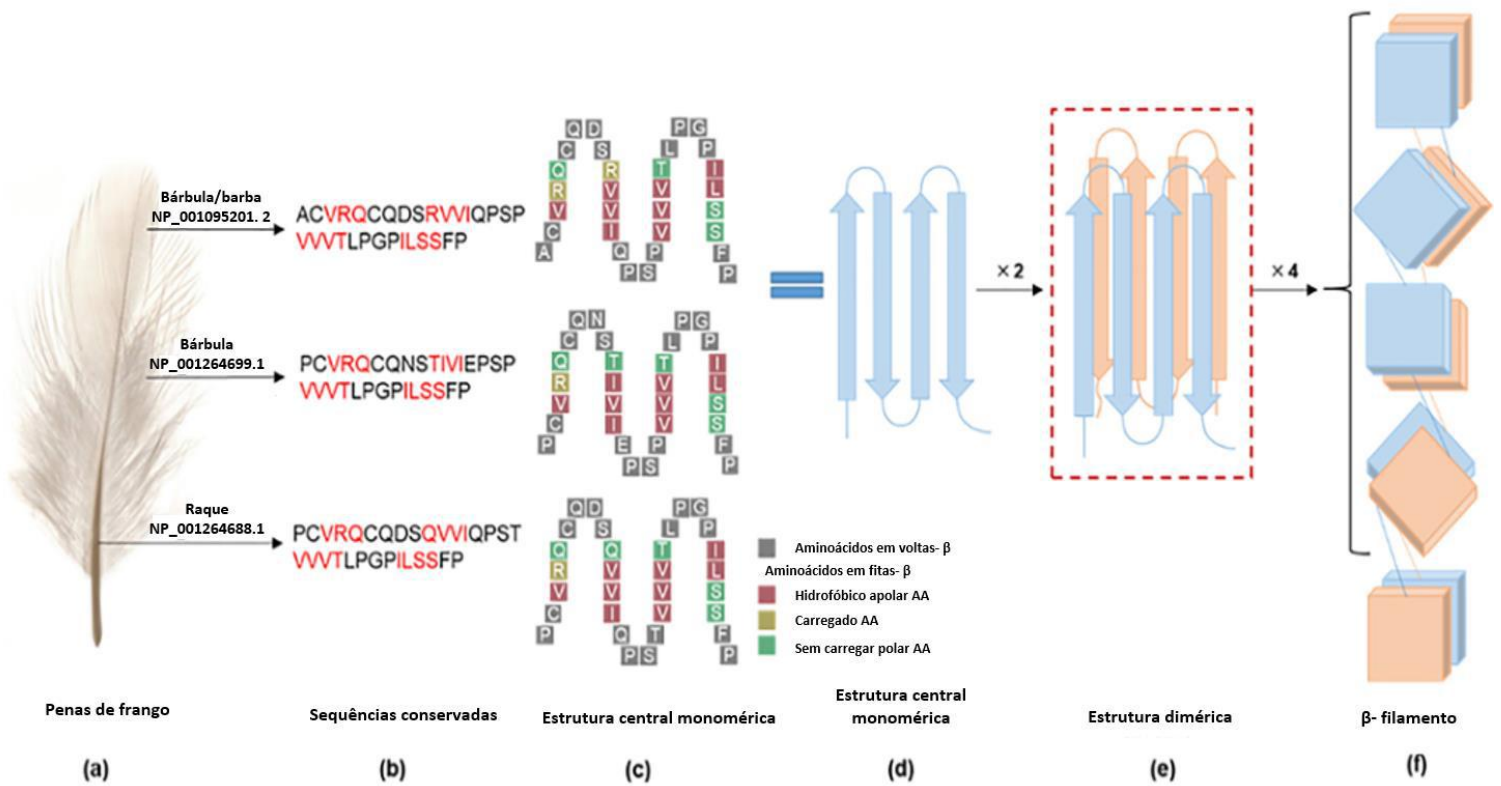 Bárbula/barba
NP_001095201. 2
ACVRQCQDSRVVIQPSP
VVVTLPGPILSSFP
Bárbula
NP_001264699.1
PCVRQCQNSTIVIEPSP
VVVTLPGPILSSFP
Raque
NP_001264688.1
PCVRQCQDSQVVIQPST
VVVTLPGPILSSFP
A C V R Q C Q D S R V V I Q P S P V V V T L P G P I L S S F P
P C V R Q C Q N S T I V I E P S P V V V T L P G P I L S S F P
P C V R Q C Q D S Q V V I Q P S T V V V T L P G P I L S S F P
Aminoácidos em voltas- β
Aminoácidos em fitas- β
Hidrofóbico apolar AA
Carregado AA
Sem carregar polar AA
×2
×4
Penas de frango
Sequências conservadas
Estrutura central monomérica
Estrutura central
monomérica
Estrutura dimérica
β- filamento
(a)
(b)
(c)
(d)
(e)
(f)